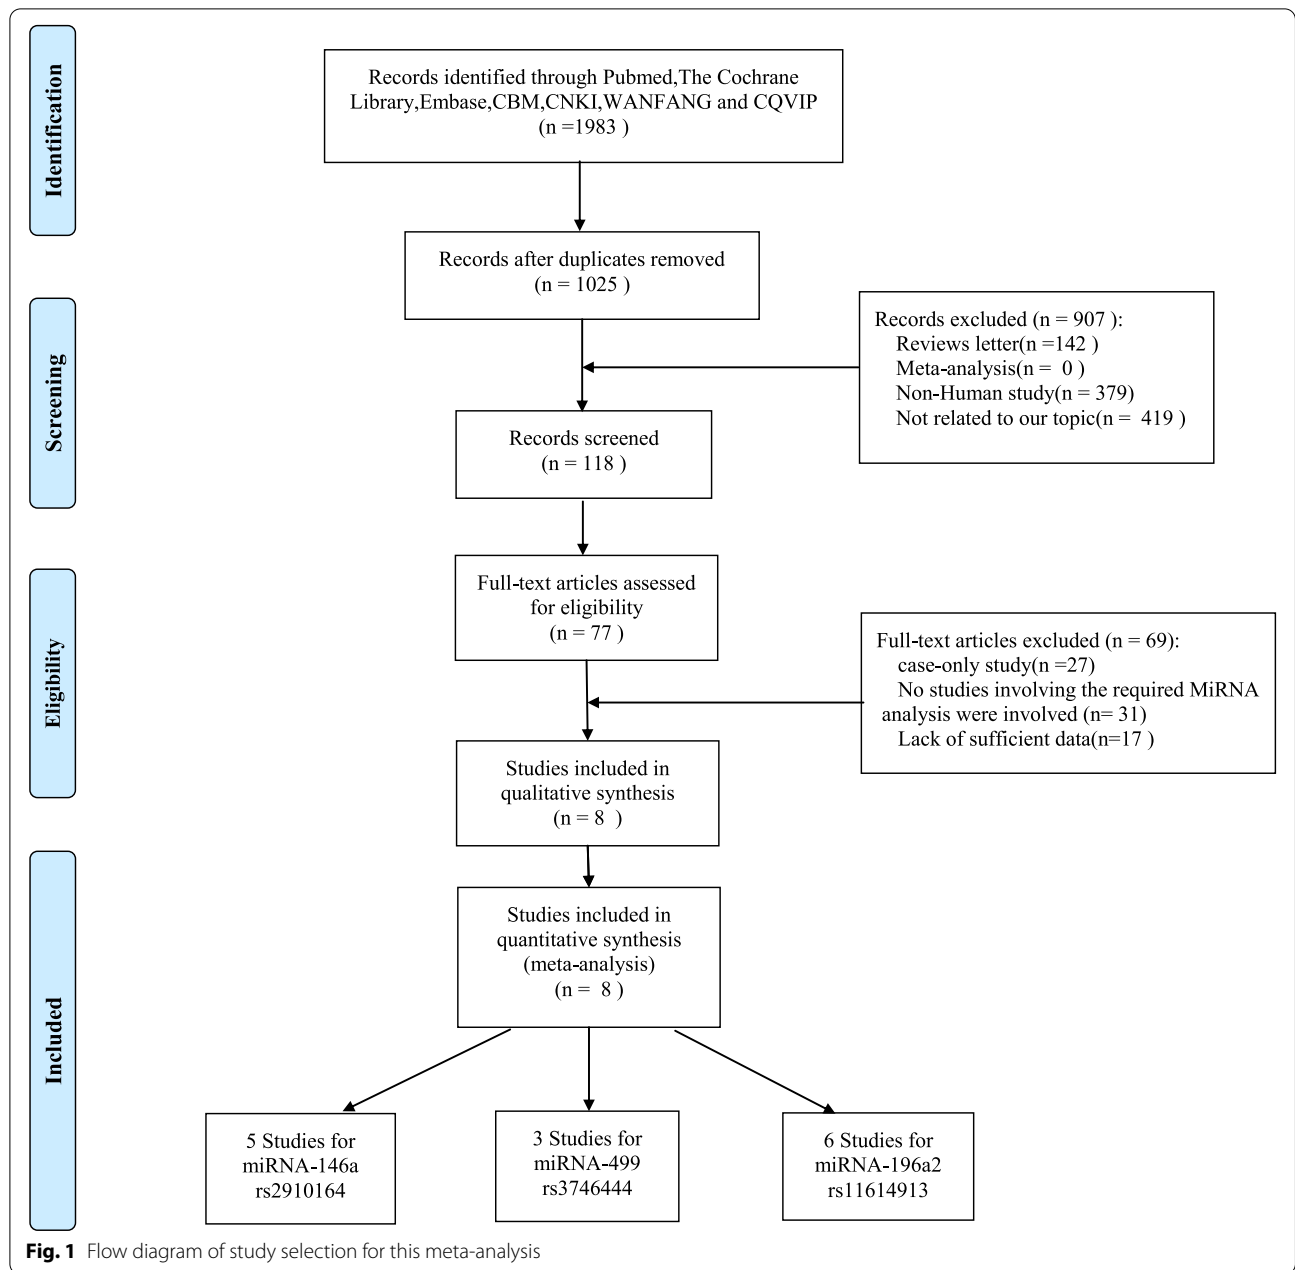 Identification
Records identified through Pubmed,The Cochrane
Library,Embase,CBM,CNKI,WANFANG and CQVIP
(n =1983 )
Records after duplicates removed
(n = 1025 )
Screening
Records excluded (n = 907 ):
Reviews letter(n =142 )
Meta-analysis(n =  0 )
Non-Human study(n = 379)
Not related to our topic(n =  419 )
Records screened
(n = 118 )
Eligibility
Full-text articles assessed
for eligibility
(n = 77 )
Full-text articles excluded (n = 69):
case-only study(n =27)
No studies involving the required MiRNA
analysis were involved (n= 31)
Lack of sufficient data(n=17 )
Studies included in
qualitative synthesis
(n = 8  )
Included
Studies included in
quantitative synthesis
(meta-analysis)
(n =  8 )
5 Studies for
miRNA-146a
rs2910164
3 Studies for
miRNA-499
rs3746444
6 Studies for
miRNA-196a2
rs11614913
Fig. 1 Flow diagram of study selection for this meta-analysis